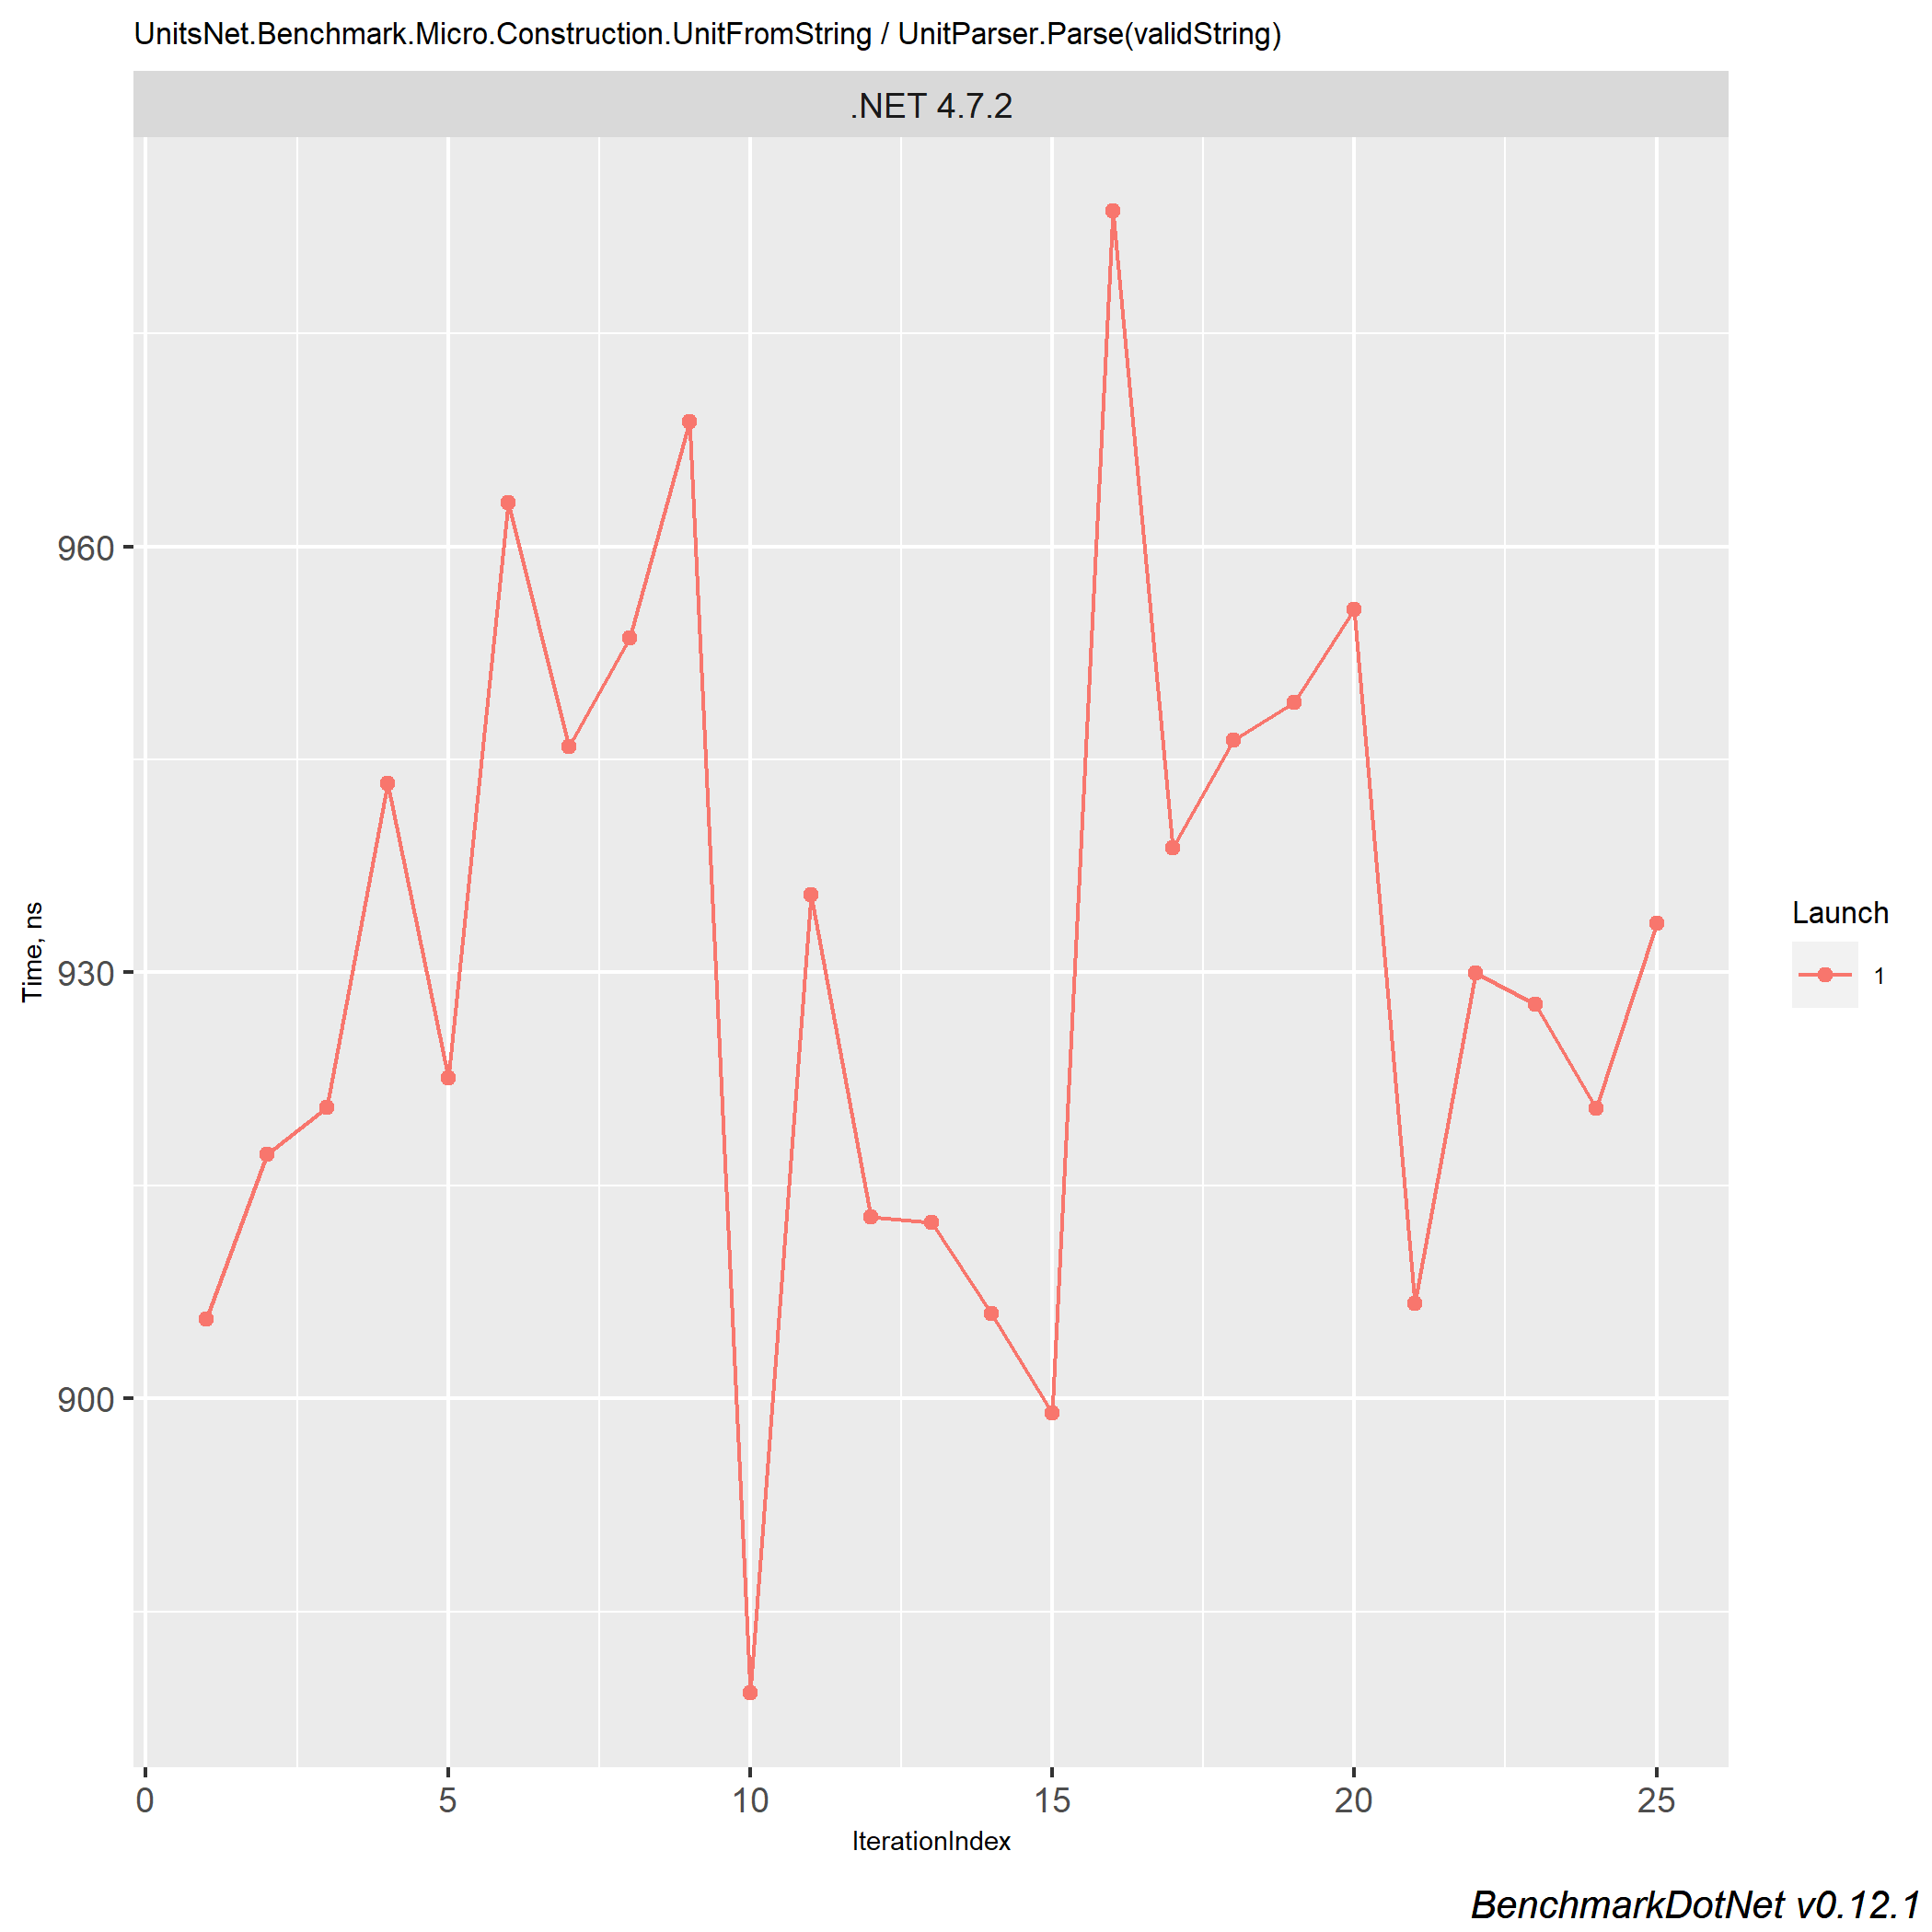 UnitsNet.Benchmark.Micro.Construction.UnitFromString / UnitParser.Parse(validString)
.NET 4.7.2
960
930
900
Time, ns
0 5 10 15 20 25
IterationIndex
Launch
1
BenchmarkDotNet v0.12.1